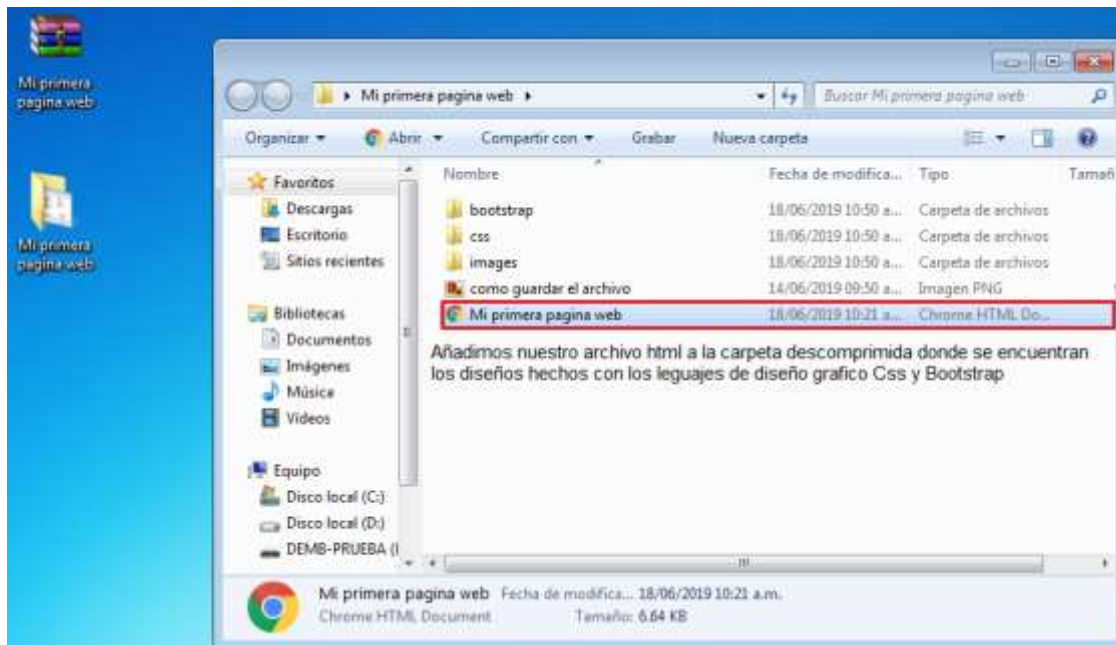 Mi primera
pagina web
Mi primera
pagina web
Mi primera pagina web
Buscar Mi primera pagina web
Organizar
Abrir
Compartir con
Grabar
Nueva carpeta
Favoritos
Descargas
Escritorio
Sitios recientes
Bibliotecas
Documentos
Imágenes
Música
Vídeos
Equipo
Disco local (C:)
Disco local (D:)
DEMB-PRUEBA (
Nombre Fecha de modifica... Tipo Tamañ
bootstrap 18/06/2019 10:50 a... Carpeta de archivos
css 18/06/2019 10:50 a... Carpeta de archivos
images 18/06/2019 10:50 a... Carpeta de archivos
como guardar el archivo 14/06/2019 09:50 a... Imagen PNG
Mi primera pagina web 18/06/2019 10:21 a... Chrome HTML Do...
Añadimos nuestro archivo html a la carpeta descomprimida donde se encuentran
los diseños hechos con los leguajes de diseño grafico Css y Bootstrap
Mi primera pagina web Fecha de modifica... 18/06/2019 10:21 a.m.
Chrome HTML Document Tamaño: 6.64 KB